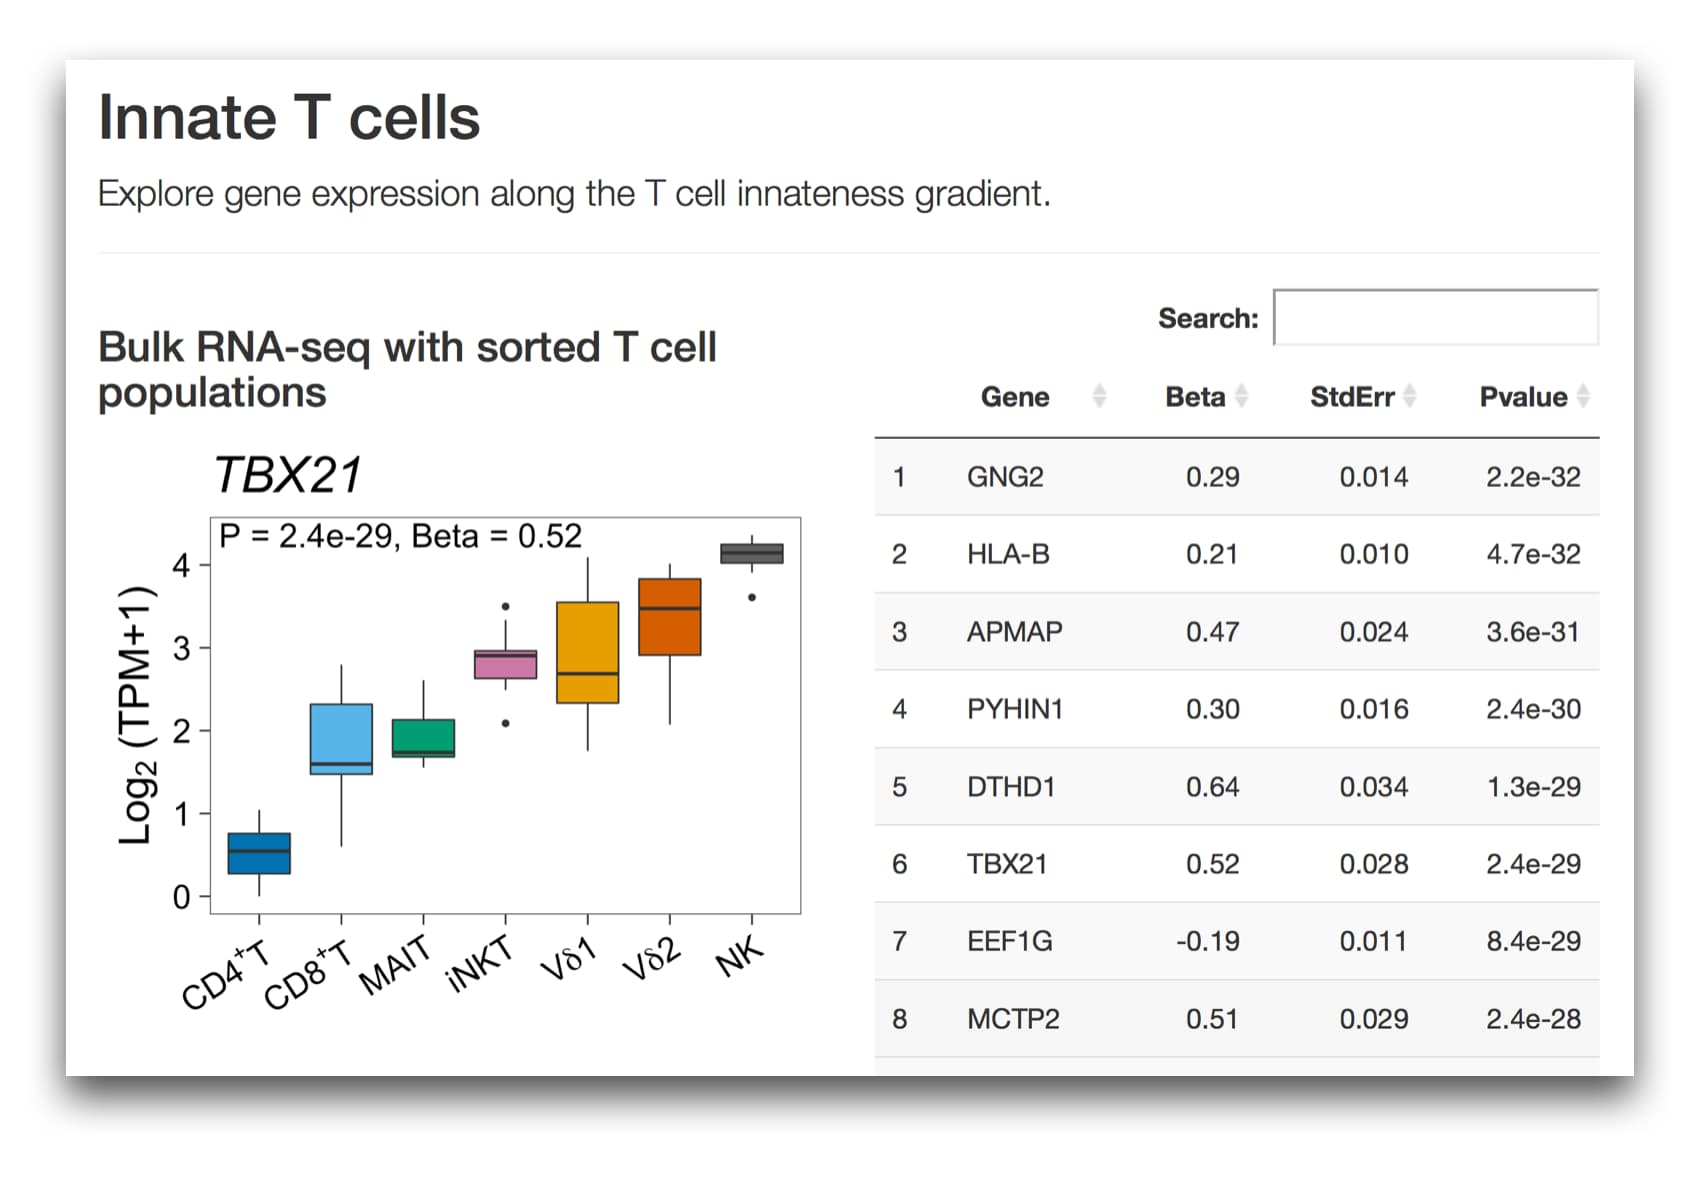 Innate T cells
Explore gene expression along the T cell innateness gradient.
Bulk RNA-seq with sorted T cell
populations
TBX21
P = 2.4e-29, Beta = 0.52
Log₂ (TPM+1)
4
3
2
1
0
CD4⁺T
CD8⁺T
MAIT
iNKT
Vδ1
Vδ2
NK
Search:
Gene Beta StdErr Pvalue
1 GNG2 0.29 0.014 2.2e-32
2 HLA-B 0.21 0.010 4.7e-32
3 APMAP 0.47 0.024 3.6e-31
4 PYHIN1 0.30 0.016 2.4e-30
5 DTHD1 0.64 0.034 1.3e-29
6 TBX21 0.52 0.028 2.4e-29
7 EEF1G -0.19 0.011 8.4e-29
8 MCTP2 0.51 0.029 2.4e-28